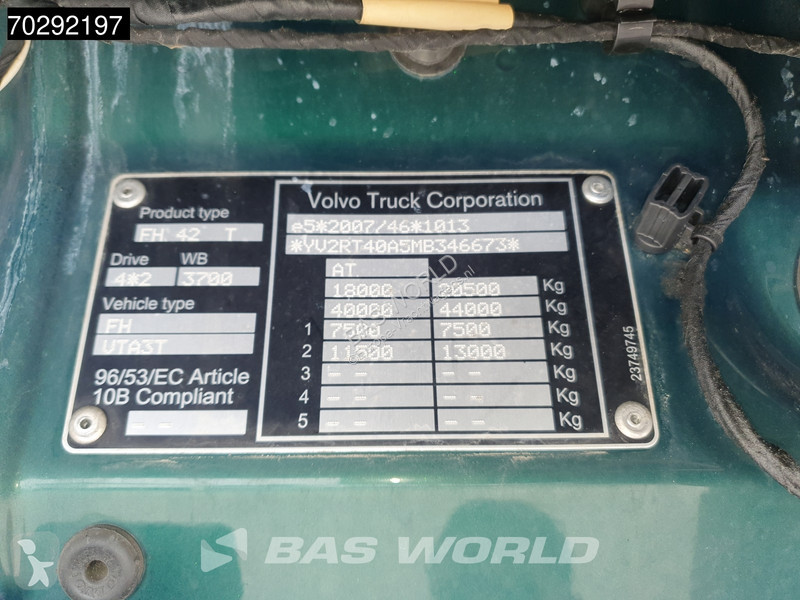 70292197
Volvo Truck Corporation
Product type
FH 42 T
e5*2007/46*1013
*YV2RT40A5MB346673*
Drive WB
4*2 3700
AT
18000 20500 Kg
40000 44000 Kg
Vehicle type
FH
VTA3T
1 7500 7500 Kg
2 11500 13000 Kg
3 -- -- Kg
4 -- -- Kg
5 -- -- Kg
96/53/EC Article
10B Compliant
-- --
23749745
BAS WORLD